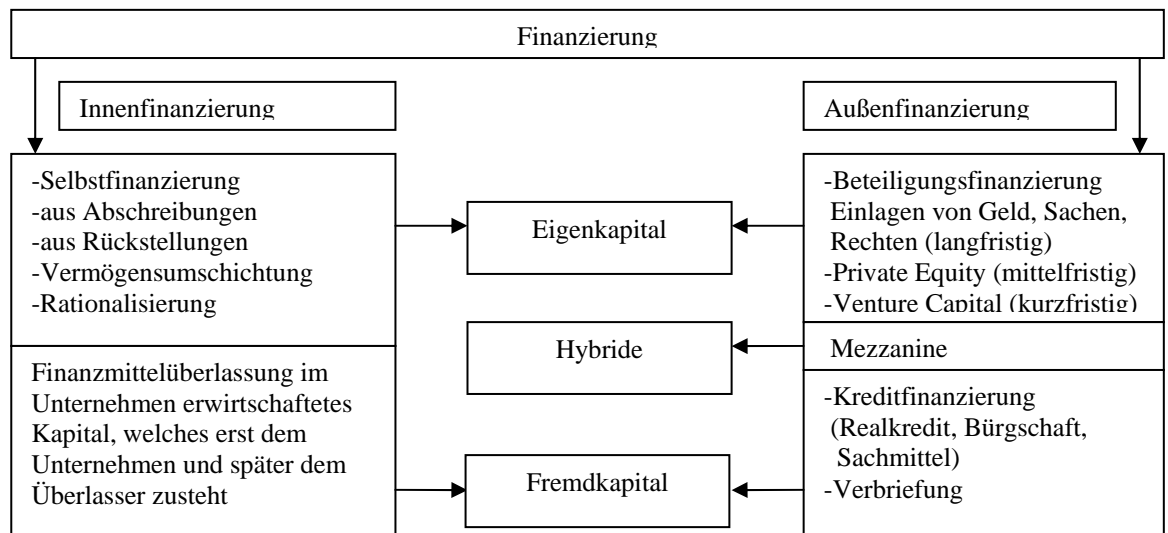 Finanzierung
Innenfinanzierung
Außenfinanzierung
-Selbstfinanzierung
-aus Abschreibungen
-aus Rückstellungen
-Vermögensumschichtung
-Rationalisierung
Finanzmittelüberlassung im
Unternehmen erwirtschaftetes
Kapital, welches erst dem
Unternehmen und später dem
Überlasser zusteht
Eigenkapital
Hybride
Fremdkapital
-Beteiligungsfinanzierung
Einlagen von Geld, Sachen,
Rechten (langfristig)
-Private Equity (mittelfristig)
-Venture Capital (kurzfristig)
Mezzanine
-Kreditfinanzierung
(Realkredit, Bürgschaft,
Sachmittel)
-Verbriefung